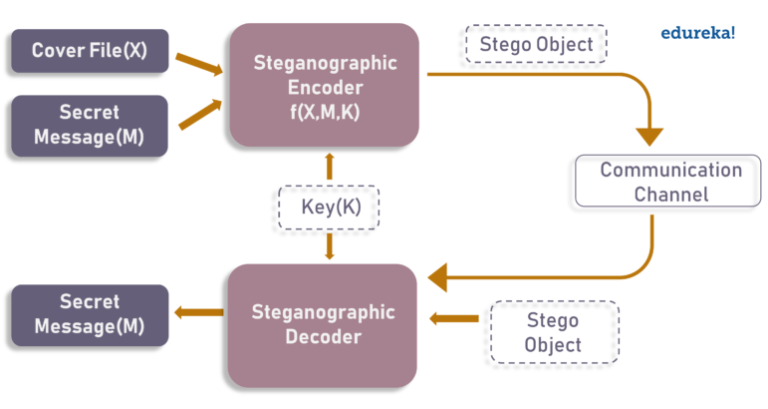 Cover File(X)
Secret
Message(M)
Steganographic
Encoder
f(X,M,K)
Stego Object
edureka!
Communication
Channel
Key(K)
Secret
Message(M)
Steganographic
Decoder
Stego
Object